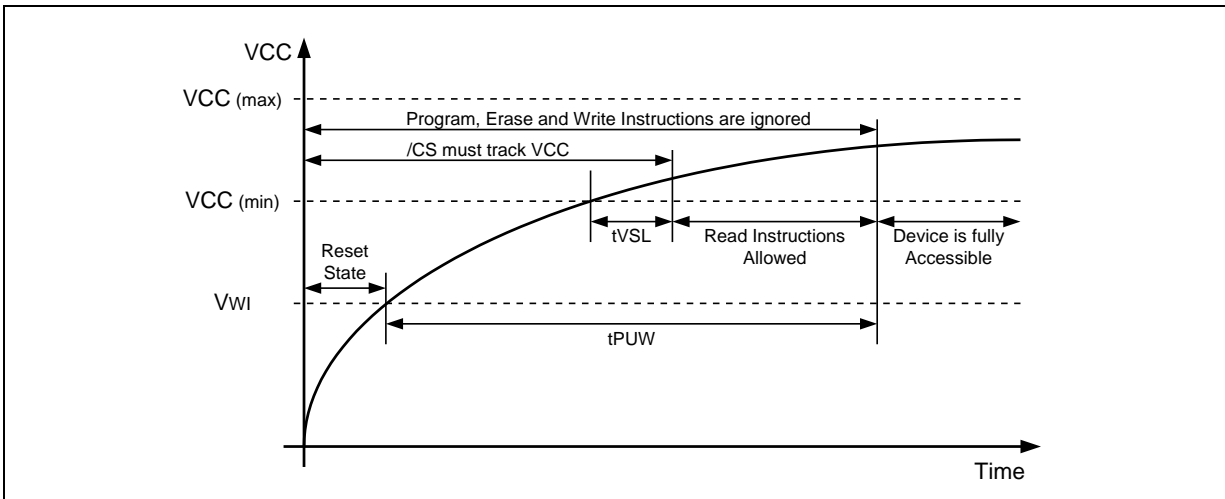 VCC
VCC (max)
Program, Erase and Write Instructions are ignored
/CS must track VCC
VCC (min)
tVSL
Read Instructions
Allowed
Device is fully
Accessible
Reset
State
VWI
tPUW
Time